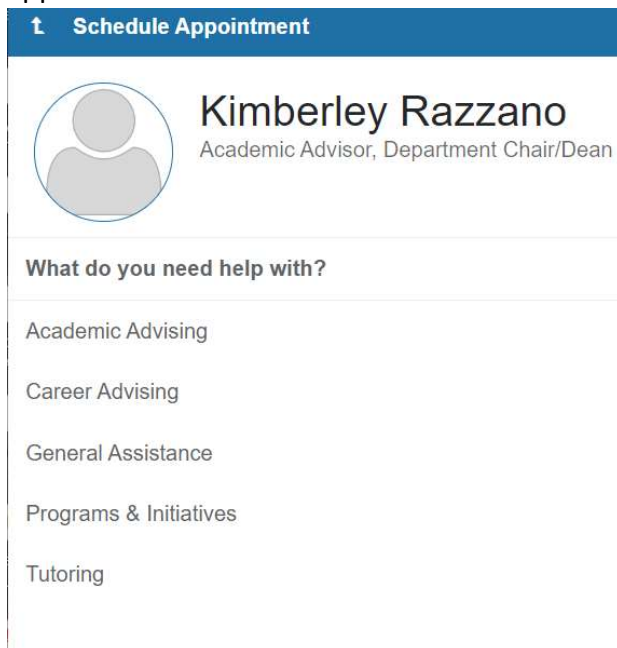 Schedule Appointment
Kimberley Razzano
Academic Advisor, Department Chair/Dean
What do you need help with?
Academic Advising
Career Advising
General Assistance
Programs & Initiatives
Tutoring